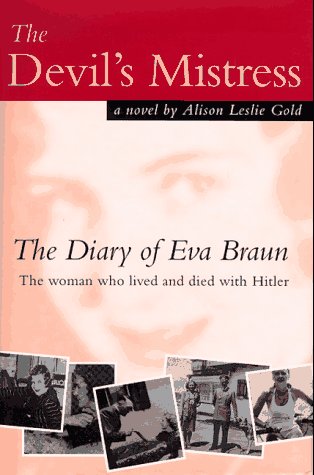 The
Devil's Mistress
a novel by Alison Leslie Gold
The Diary of Eva Braun
The woman who lived and died with Hitler